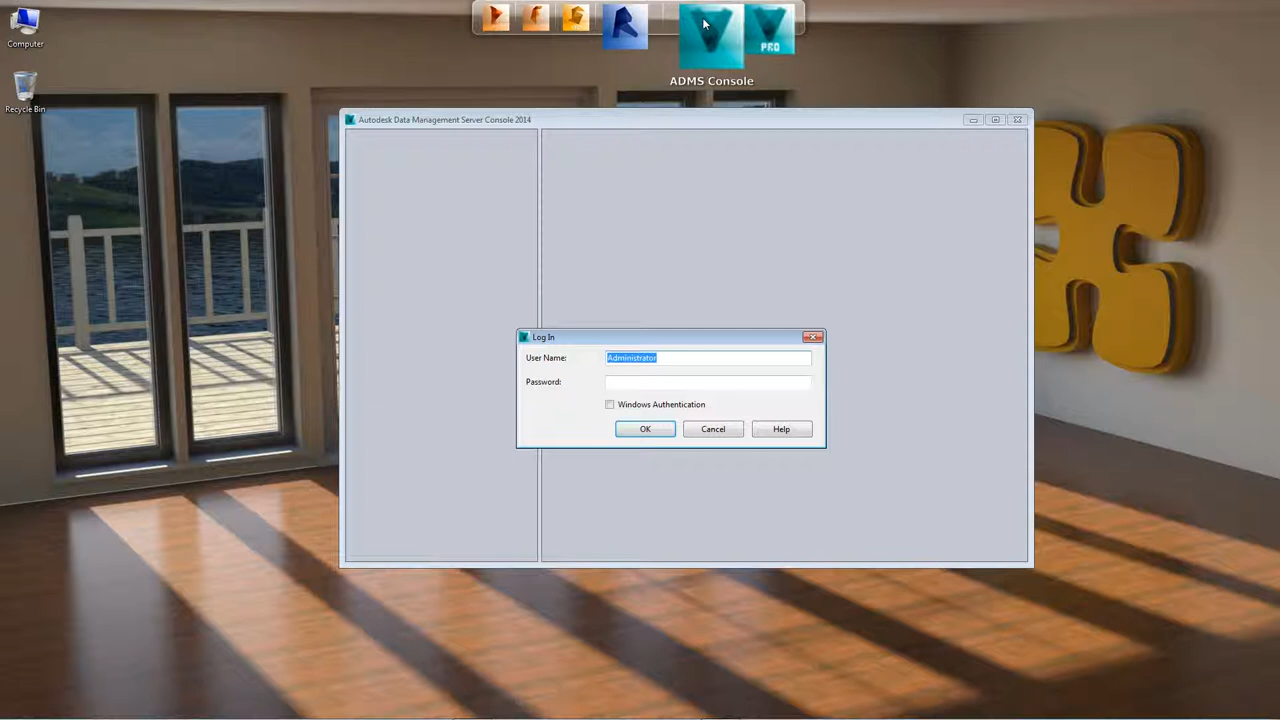 Computer
Recycle Bin
PRO
ADMS Console
Autodesk Data Management Server Console 2014
Log In
User Name:
Administrator
Password:
Windows Authentication
OK
Cancel
Help